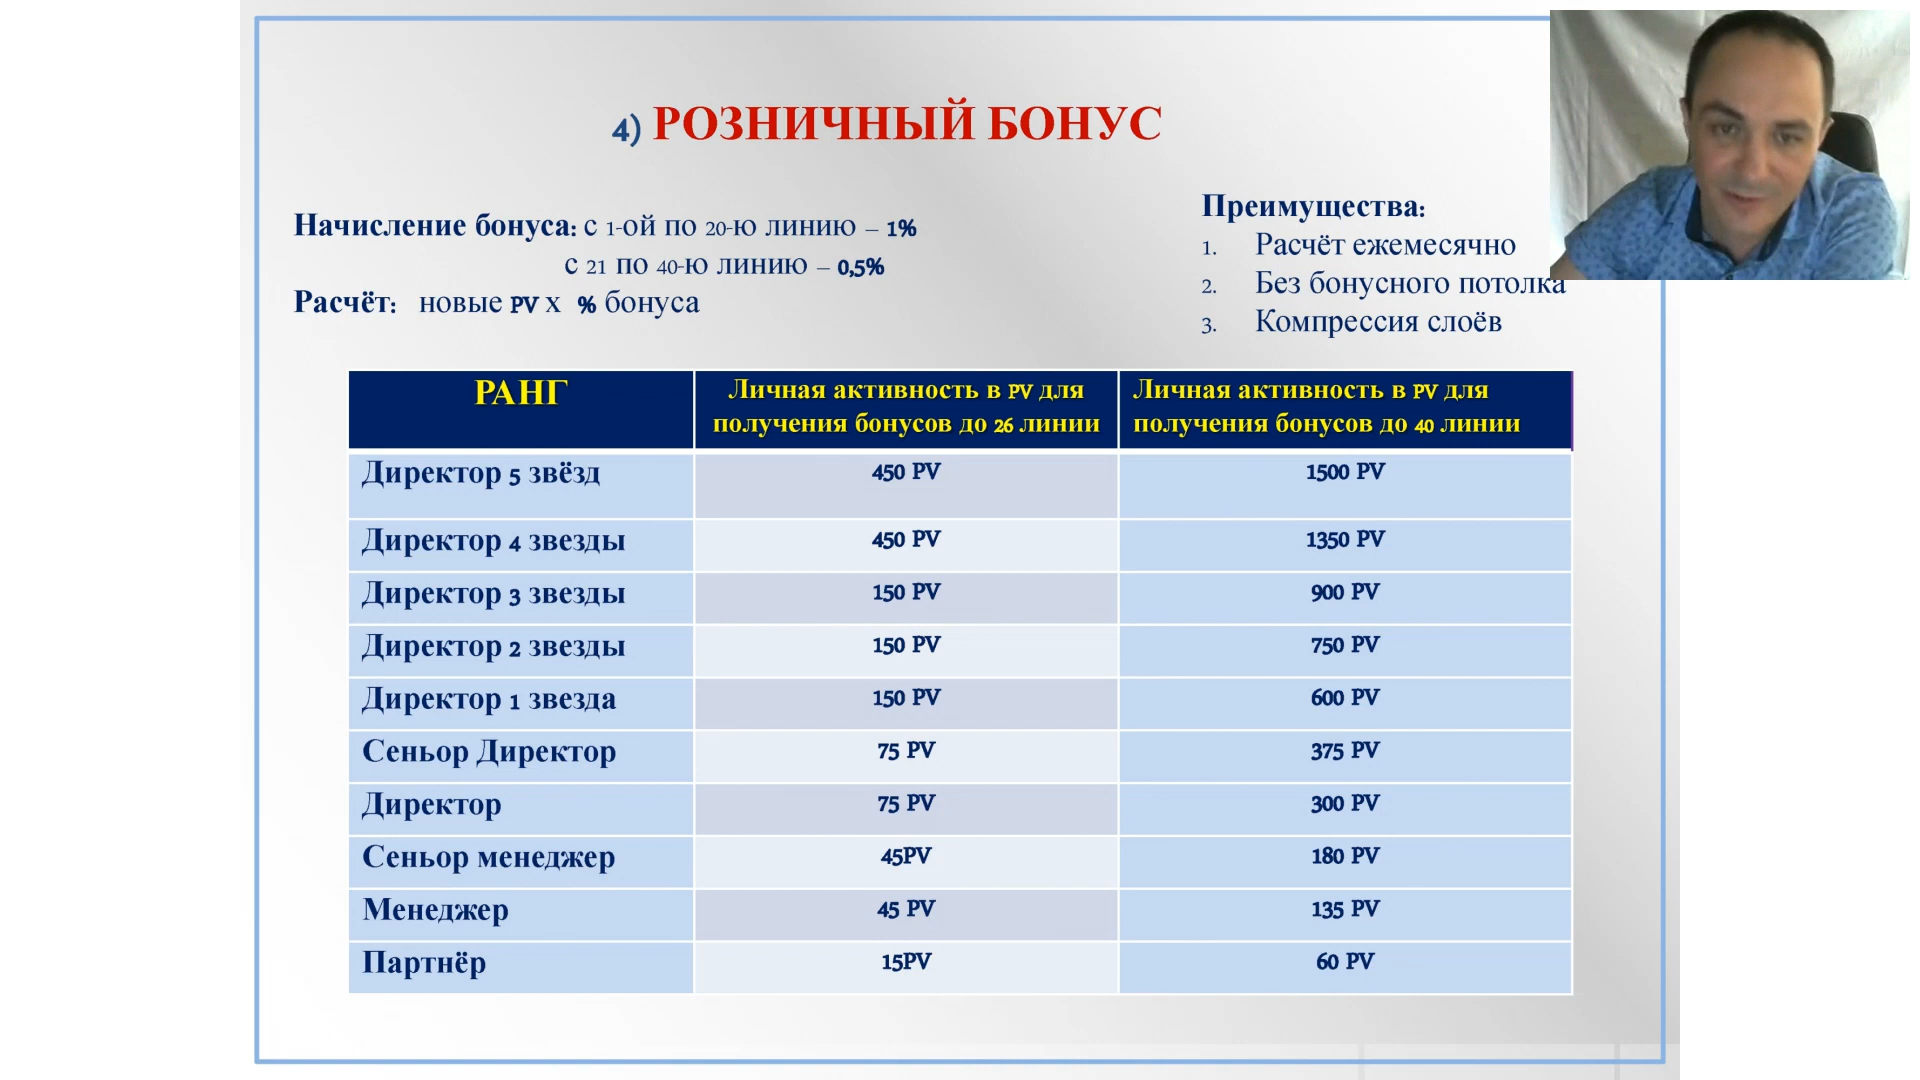 4) РОЗНИЧНЫЙ БОНУС
Начисление бонуса: с 1-ой по 20-ю линию – 1%
с 21 по 40-ю линию – 0,5%
Расчёт: новые PV х % бонуса
Преимущества:
1. Расчёт ежемесячно
2. Без бонусного потолка
3. Компрессия слоёв
РАНГ
Личная активность в PV для
получения бонусов до 26 линии
Личная активность в PV для
получения бонусов до 40 линии
Директор 5 звёзд 450 PV 1500 PV
Директор 4 звезды 450 PV 1350 PV
Директор 3 звезды 150 PV 900 PV
Директор 2 звезды 150 PV 750 PV
Директор 1 звезда 150 PV 600 PV
Сеньор Директор 75 PV 375 PV
Директор 75 PV 300 PV
Сеньор менеджер 45PV 180 PV
Менеджер 45 PV 135 PV
Партнёр 15PV 60 PV